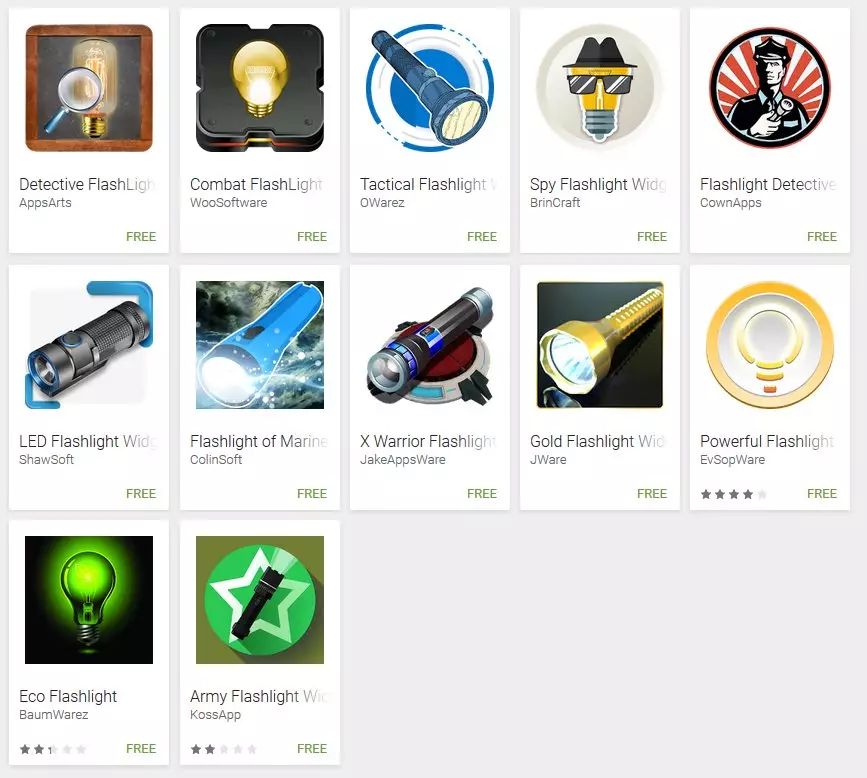 Detective FlashLigh
AppsArts
FREE
Combat FlashLight
WooSoftware
FREE
Tactical Flashlight W
OWarez
FREE
Spy Flashlight Widg
BrinCraft
FREE
Flashlight Detective
CownApps
FREE
LED Flashlight Widg
ShawSoft
FREE
Flashlight of Marine
ColinSoft
FREE
X Warrior Flashlight
JakeAppsWare
FREE
Gold Flashlight Wid
JWare
FREE
Powerful Flashlight
EvSopWare
FREE
Eco Flashlight
BaumWarez
FREE
Army Flashlight Wid
KossApp
FREE